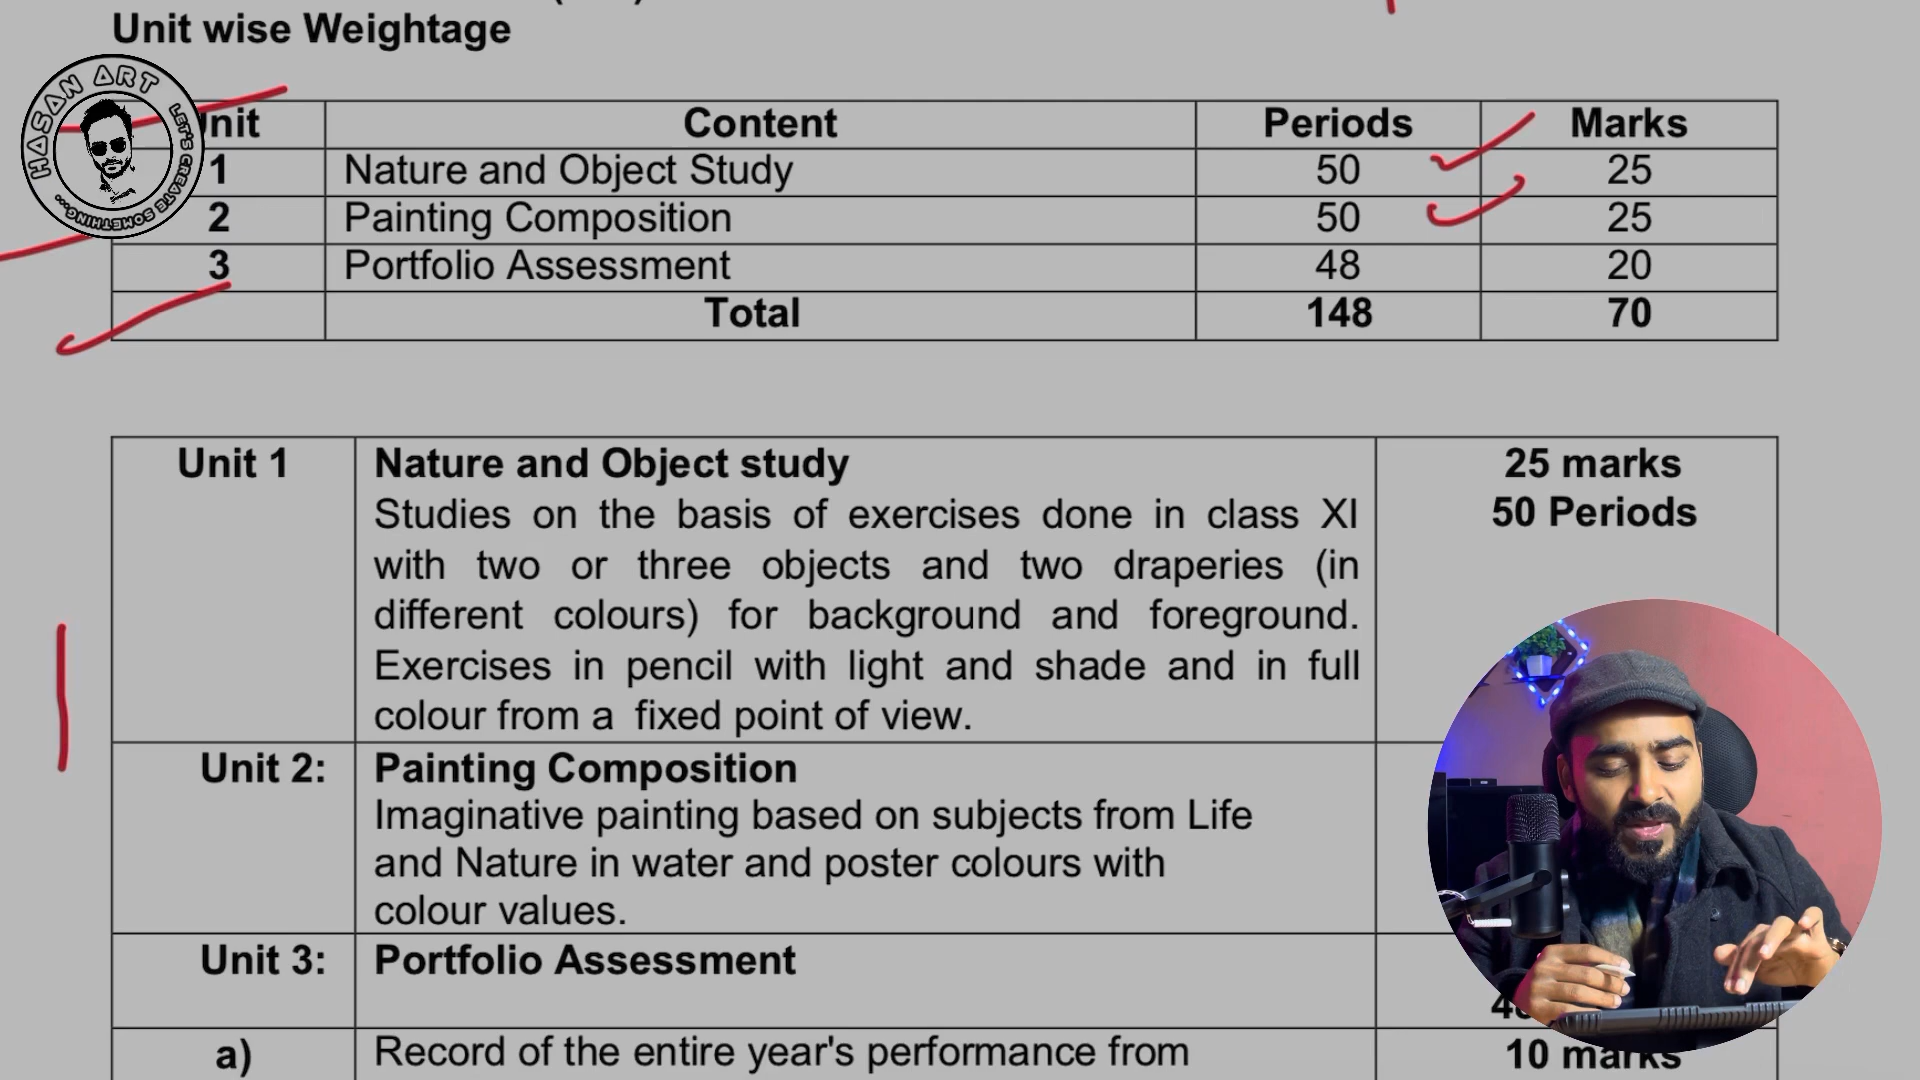 Unit wise Weightage
HASAN ART
LET'S CREATE SOMETHING...
Unit Content Periods Marks
1 Nature and Object Study 50 25
2 Painting Composition 50 25
3 Portfolio Assessment 48 20
Total 148 70
Unit 1 Nature and Object study 25 marks
Studies on the basis of exercises done in class XI 50 Periods
with two or three objects and two draperies (in
different colours) for background and foreground.
Exercises in pencil with light and shade and in full
colour from a fixed point of view.
Unit 2: Painting Composition
Imaginative painting based on subjects from Life
and Nature in water and poster colours with
colour values.
Unit 3: Portfolio Assessment
a) Record of the entire year's performance from 10 marks